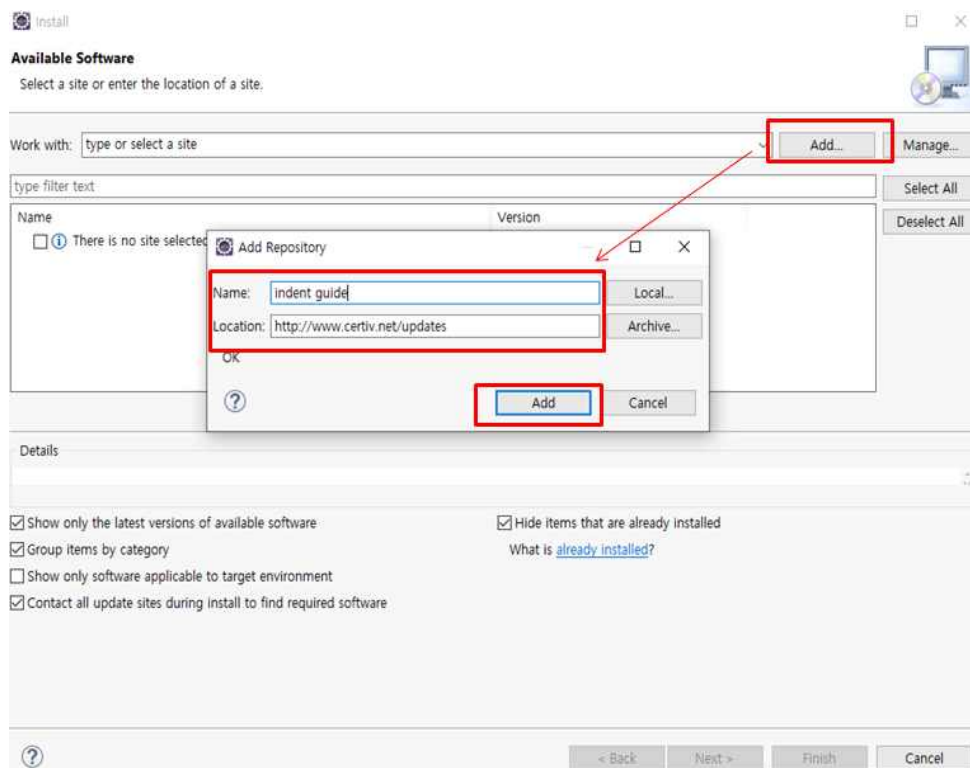 Install
Available Software
Select a site or enter the location of a site.
Work with: type or select a site Add... Manage...
type filter text Select All
Name Version Deselect All
There is no site selected
Add Repository
Name: indent guide Local...
Location: http://www.certiv.net/updates Archive...
OK
Add Cancel
Details
Show only the latest versions of available software Hide items that are already installed
Group items by category What is already installed?
Show only software applicable to target environment
Contact all update sites during install to find required software
< Back Next > Finish Cancel